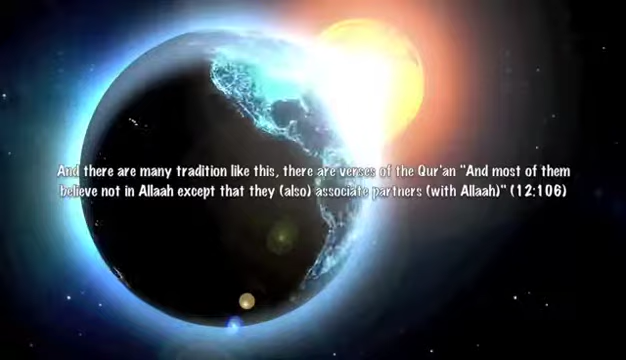 And there are many tradition like this, there are verses of the Qur'an "And most of them
believe not in Allaah except that they (also) associate partners (with Allaah)" (12:106)